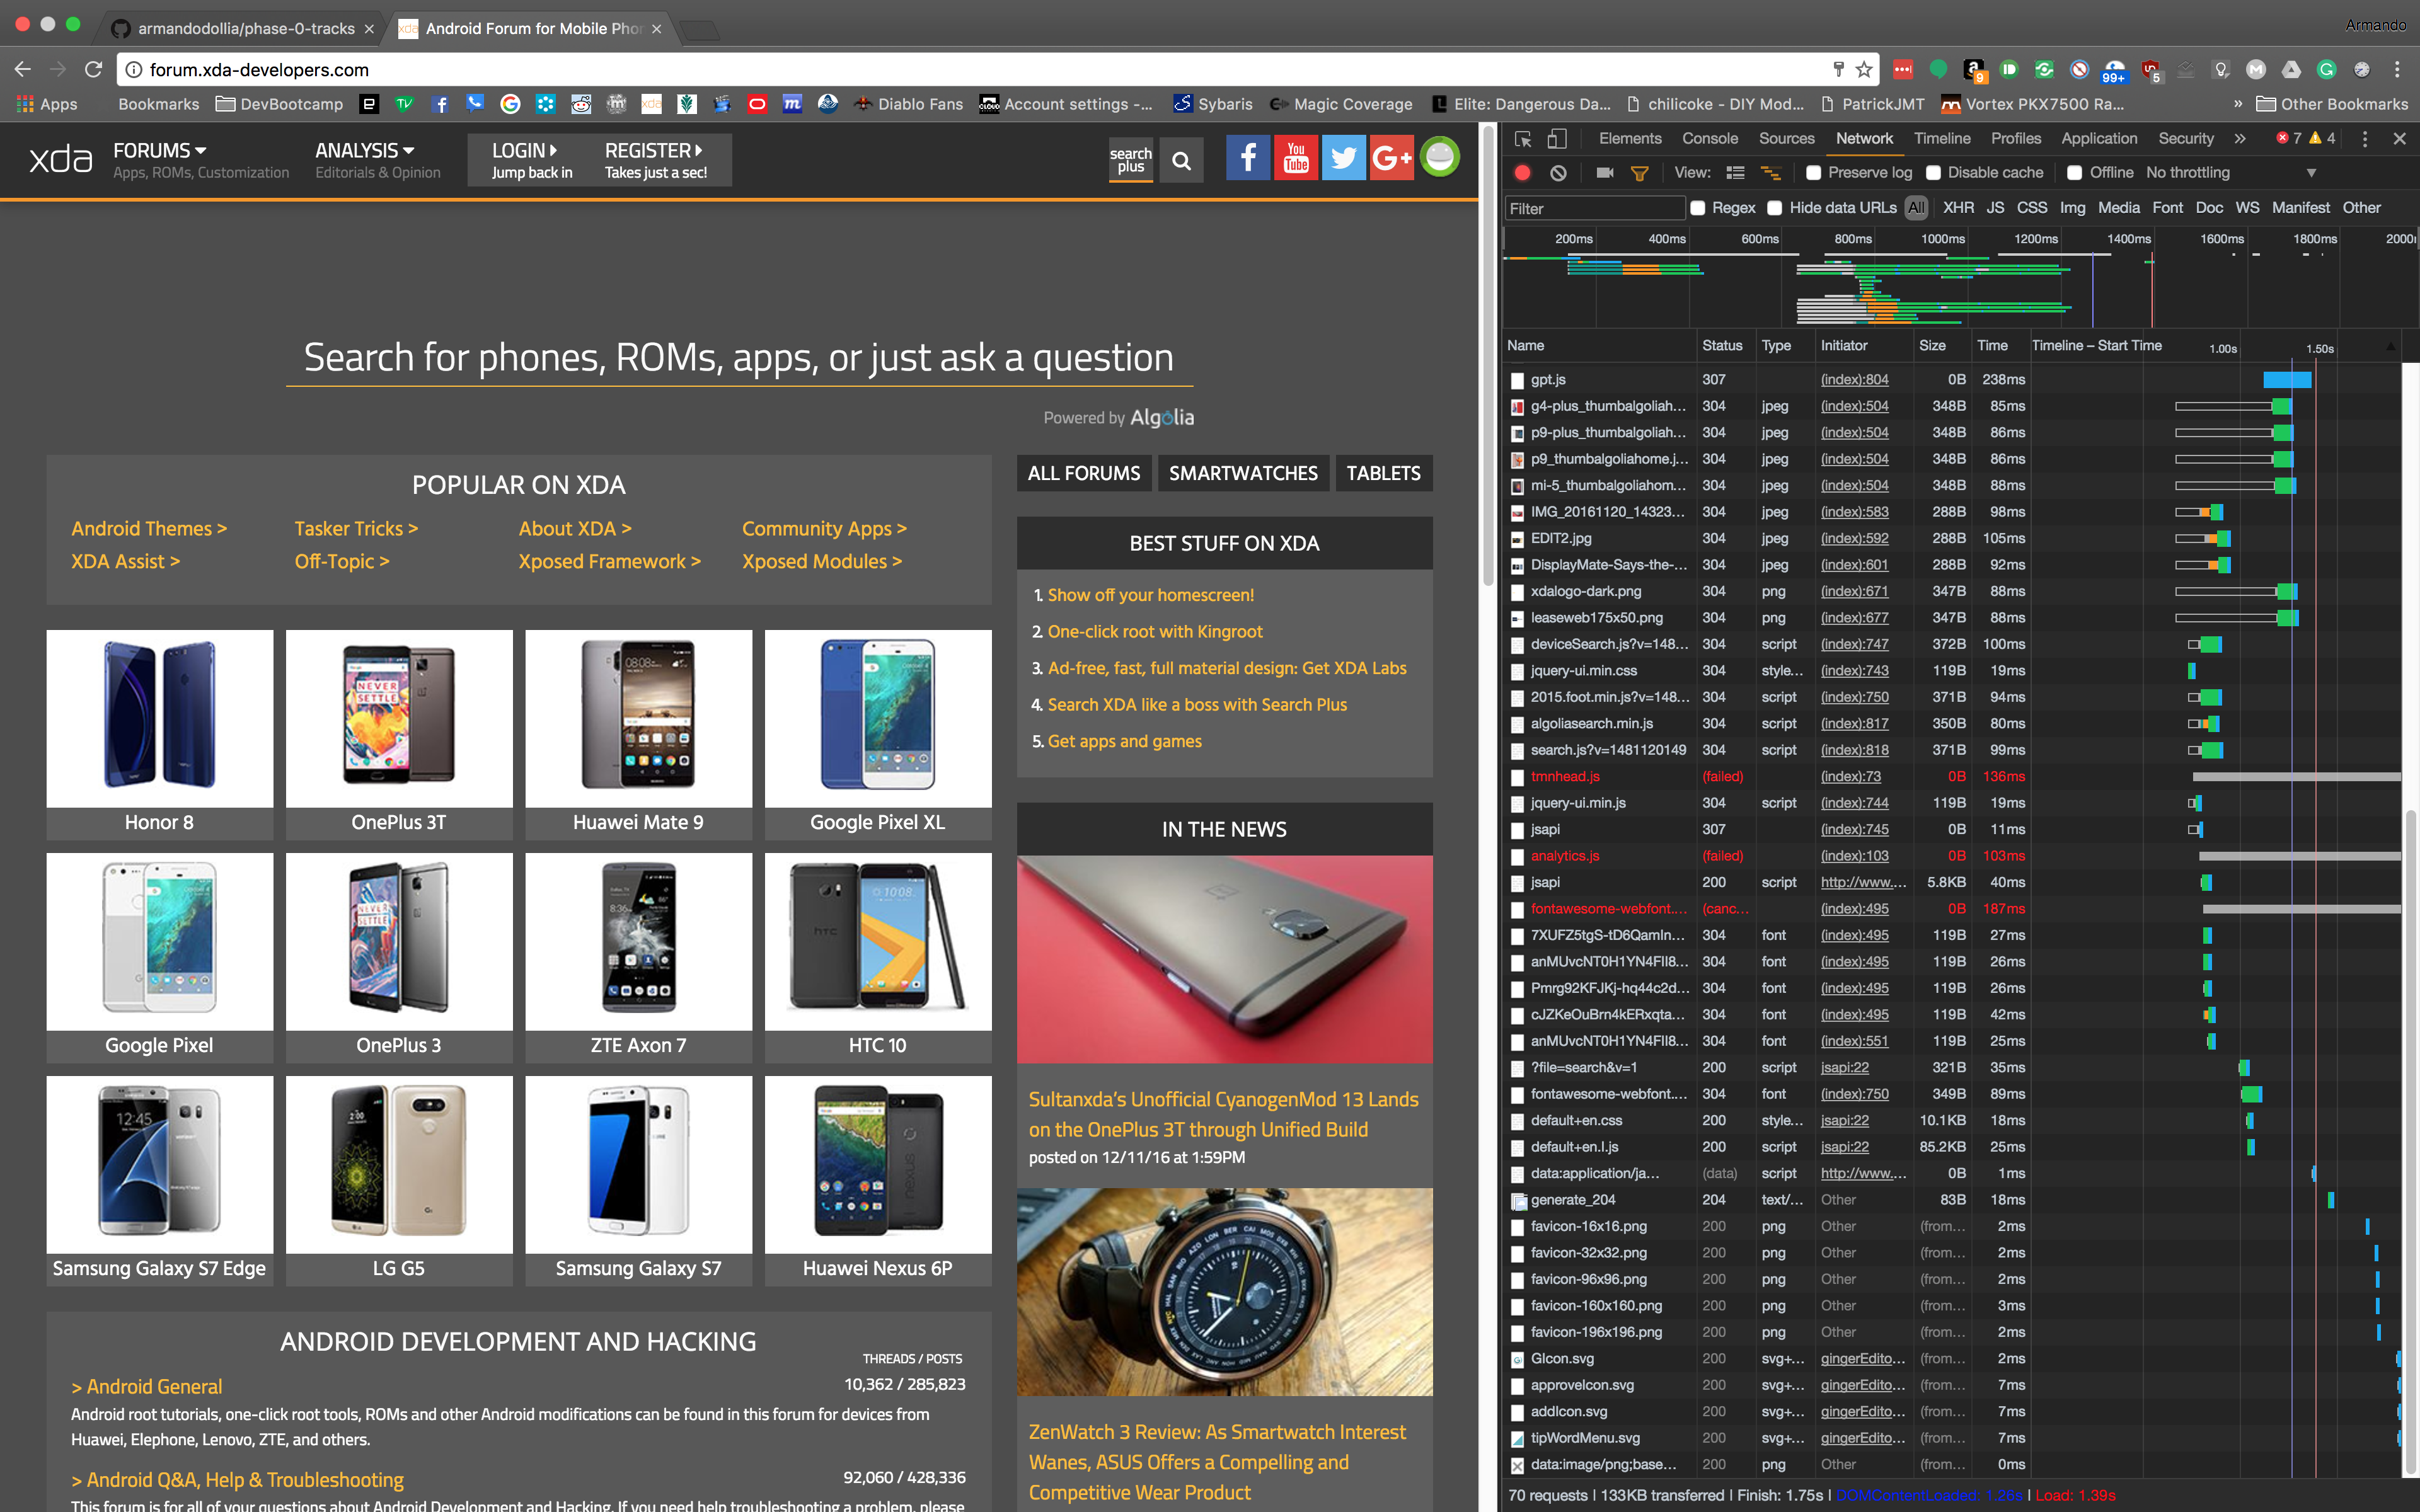 armandodollia/phase-0-tracks
Android Forum for Mobile Pho
Armando
forum.xda-developers.com
9
99+
5
Apps
Bookmarks
DevBootcamp
Diablo Fans
Account settings -...
Sybaris
Magic Coverage
Elite: Dangerous Da...
chilicoke - DIY Mod...
PatrickJMT
Vortex PKX7500 Ra...
»
Other Bookmarks
xda
FORUMS
Apps, ROMs, Customization
ANALYSIS
Editorials & Opinion
LOGIN
Jump back in
REGISTER
Takes just a sec!
search
plus
You
Tube
G+
Search for phones, ROMs, apps, or just ask a question
Powered by Algolia
POPULAR ON XDA
Android Themes >
Tasker Tricks >
About XDA >
Community Apps >
XDA Assist >
Off-Topic >
Xposed Framework >
Xposed Modules >
Honor 8
OnePlus 3T
Huawei Mate 9
Google Pixel XL
Google Pixel
OnePlus 3
ZTE Axon 7
HTC 10
Samsung Galaxy S7 Edge
LG G5
Samsung Galaxy S7
Huawei Nexus 6P
ANDROID DEVELOPMENT AND HACKING
THREADS / POSTS
> Android General
10,362 / 285,823
Android root tutorials, one-click root tools, ROMs and other Android modifications can be found in this forum for devices from
Huawei, Elephone, Lenovo, ZTE, and others.
> Android Q&A, Help & Troubleshooting
92,060 / 428,336
This forum is for all of your questions about Android Development and Hacking. If you need help troubleshooting a problem, please
ALL FORUMS
SMARTWATCHES
TABLETS
BEST STUFF ON XDA
1. Show off your homescreen!
2. One-click root with Kingroot
3. Ad-free, fast, full material design: Get XDA Labs
4. Search XDA like a boss with Search Plus
5. Get apps and games
IN THE NEWS
Sultanxda's Unofficial CyanogenMod 13 Lands
on the OnePlus 3T through Unified Build
posted on 12/11/16 at 1:59PM
ZenWatch 3 Review: As Smartwatch Interest
Wanes, ASUS Offers a Compelling and
Competitive Wear Product
Elements Console Sources Network Timeline Profiles Application Security » 7 4
View: Preserve log Disable cache Offline No throttling
Filter Regex Hide data URLs All XHR JS CSS Img Media Font Doc WS Manifest Other
200ms 400ms 600ms 800ms 1000ms 1200ms 1400ms 1600ms 1800ms 2000
Name Status Type Initiator Size Time Timeline – Start Time 1.00s 1.50s
gpt.js 307 (index):804 0B 238ms
g4-plus_thumbalgoliah... 304 jpeg (index):504 348B 85ms
p9-plus_thumbalgoliah... 304 jpeg (index):504 348B 86ms
p9_thumbalgoliahome.j... 304 jpeg (index):504 348B 86ms
mi-5_thumbalgoliahom... 304 jpeg (index):504 348B 88ms
IMG_20161120_14323... 304 jpeg (index):583 288B 98ms
EDIT2.jpg 304 jpeg (index):592 288B 105ms
DisplayMate-Says-the-... 304 jpeg (index):601 288B 92ms
xdalogo-dark.png 304 png (index):671 347B 88ms
leaseweb175x50.png 304 png (index):677 347B 88ms
deviceSearch.js?v=148... 304 script (index):747 372B 100ms
jquery-ui.min.css 304 style... (index):743 119B 19ms
2015.foot.min.js?v=148... 304 script (index):750 371B 94ms
algoliasearch.min.js 304 script (index):817 350B 80ms
search.js?v=1481120149 304 script (index):818 371B 99ms
tmnhead.js (failed) (index):73 0B 136ms
jquery-ui.min.js 304 script (index):744 119B 19ms
jsapi 307 (index):745 0B 11ms
analytics.js (failed) (index):103 0B 103ms
jsapi 200 script http://www.... 5.8KB 40ms
fontawesome-webfont.... (canc... (index):495 0B 187ms
7XUFZ5tgS-tD6QamIn... 304 font (index):495 119B 27ms
anMUvcNT0H1YN4FII8... 304 font (index):495 119B 26ms
Pmrg92KFJKj-hq44c2d... 304 font (index):495 119B 26ms
cJZKeOuBrn4kERxqta... 304 font (index):495 119B 42ms
anMUvcNT0H1YN4FII8... 304 font (index):551 119B 25ms
?file=search&v=1 200 script jsapi:22 321B 35ms
fontawesome-webfont.... 304 font (index):750 349B 89ms
default+en.css 200 style... jsapi:22 10.1KB 18ms
default+en.I.js 200 script jsapi:22 85.2KB 25ms
data:application/ja... (data) script http://www.... 0B 1ms
generate_204 204 text/... Other 83B 18ms
favicon-16x16.png 200 png Other (from... 2ms
favicon-32x32.png 200 png Other (from... 2ms
favicon-96x96.png 200 png Other (from... 2ms
favicon-160x160.png 200 png Other (from... 3ms
favicon-196x196.png 200 png Other (from... 2ms
GIcon.svg 200 svg+... gingerEdito... (from... 2ms
approveIcon.svg 200 svg+... gingerEdito... (from... 7ms
addIcon.svg 200 svg+... gingerEdito... (from... 7ms
tipWordMenu.svg 200 svg+... gingerEdito... (from... 7ms
data:image/png;base... 200 png Other (from... 0ms
70 requests | 133KB transferred | Finish: 1.75s | DOMContentLoaded: 1.26s | Load: 1.39s